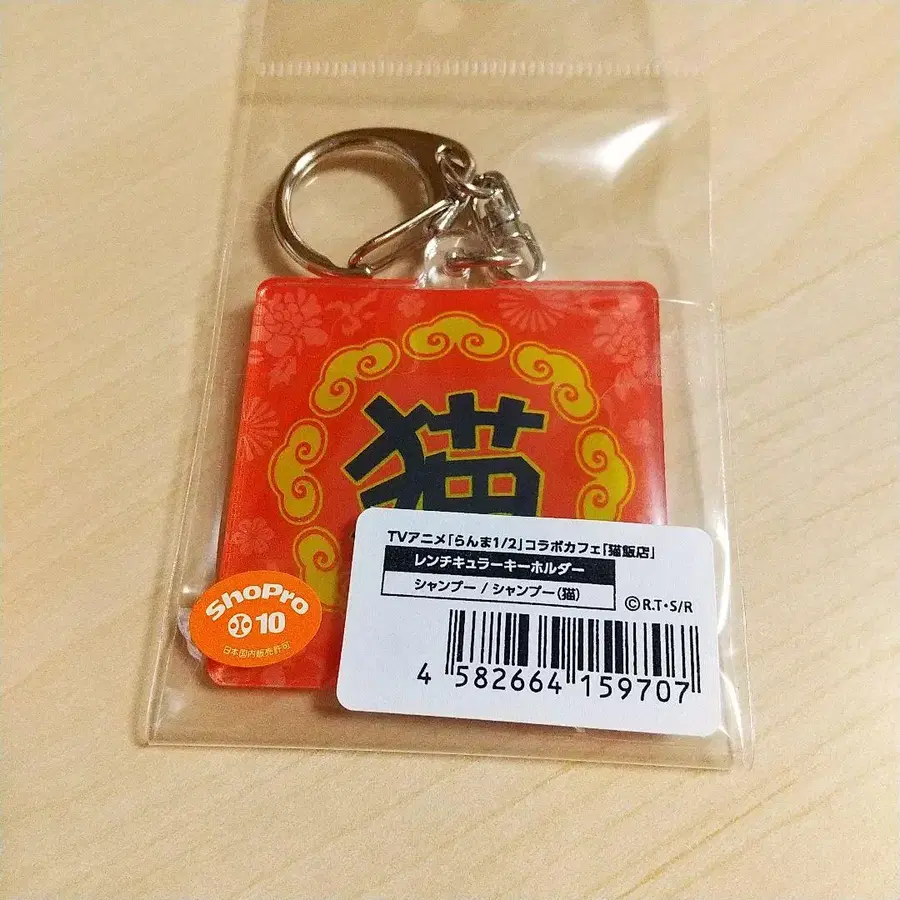 猫
TVアニメ「らんま1/2」コラボカフェ「猫飯店」
レンチキュラーキーホルダー
シャンプー / シャンプー(猫)
©R.T・S/R
4 582664 159707
ShoPro
10
日本国内販売許可